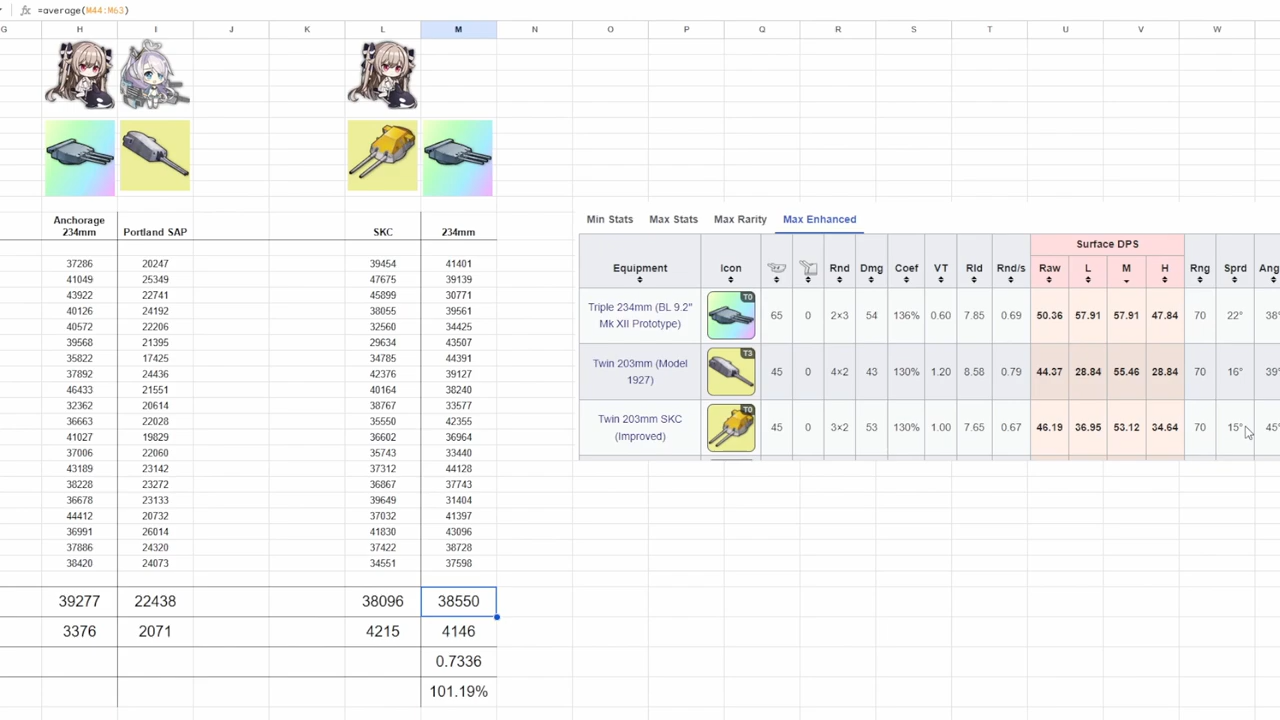 fx =average(M44:M63)
G H I J K L M N O P Q R S T U V W
Anchorage 234mm Portland SAP SKC 234mm
37286 20247 39454 41401
41049 25349 47675 39139
43922 22741 45899 30771
40126 24192 38055 39561
40572 22206 32560 34425
39568 21395 29634 43507
35822 17425 34785 44391
37892 24436 42376 39127
46433 21551 40164 38240
32362 20614 38767 33577
36663 22028 35550 42355
41027 19829 36602 36964
37006 22060 35743 33440
43189 23142 37312 44128
38228 23272 36867 37743
36678 23133 39649 31404
44412 20732 37032 41397
36991 26014 41830 43096
37886 24320 37422 38728
38420 24073 34551 37598
39277 22438 38096 38550
3376 2071 4215 4146
0.7336
101.19%
Min Stats Max Stats Max Rarity Max Enhanced
Surface DPS
Equipment Icon Rnd Dmg Coef VT Rld Rnd/s Raw L M H Rng Sprd Ang
Triple 234mm (BL 9.2" Mk XII Prototype) T0 65 0 2×3 54 136% 0.60 7.85 0.69 50.36 57.91 57.91 47.84 70 22° 38°
Twin 203mm (Model 1927) T3 45 0 4×2 43 130% 1.20 8.58 0.79 44.37 28.84 55.46 28.84 70 16° 39°
Twin 203mm SKC (Improved) T0 45 0 3×2 53 130% 1.00 7.65 0.67 46.19 36.95 53.12 34.64 70 15° 45°